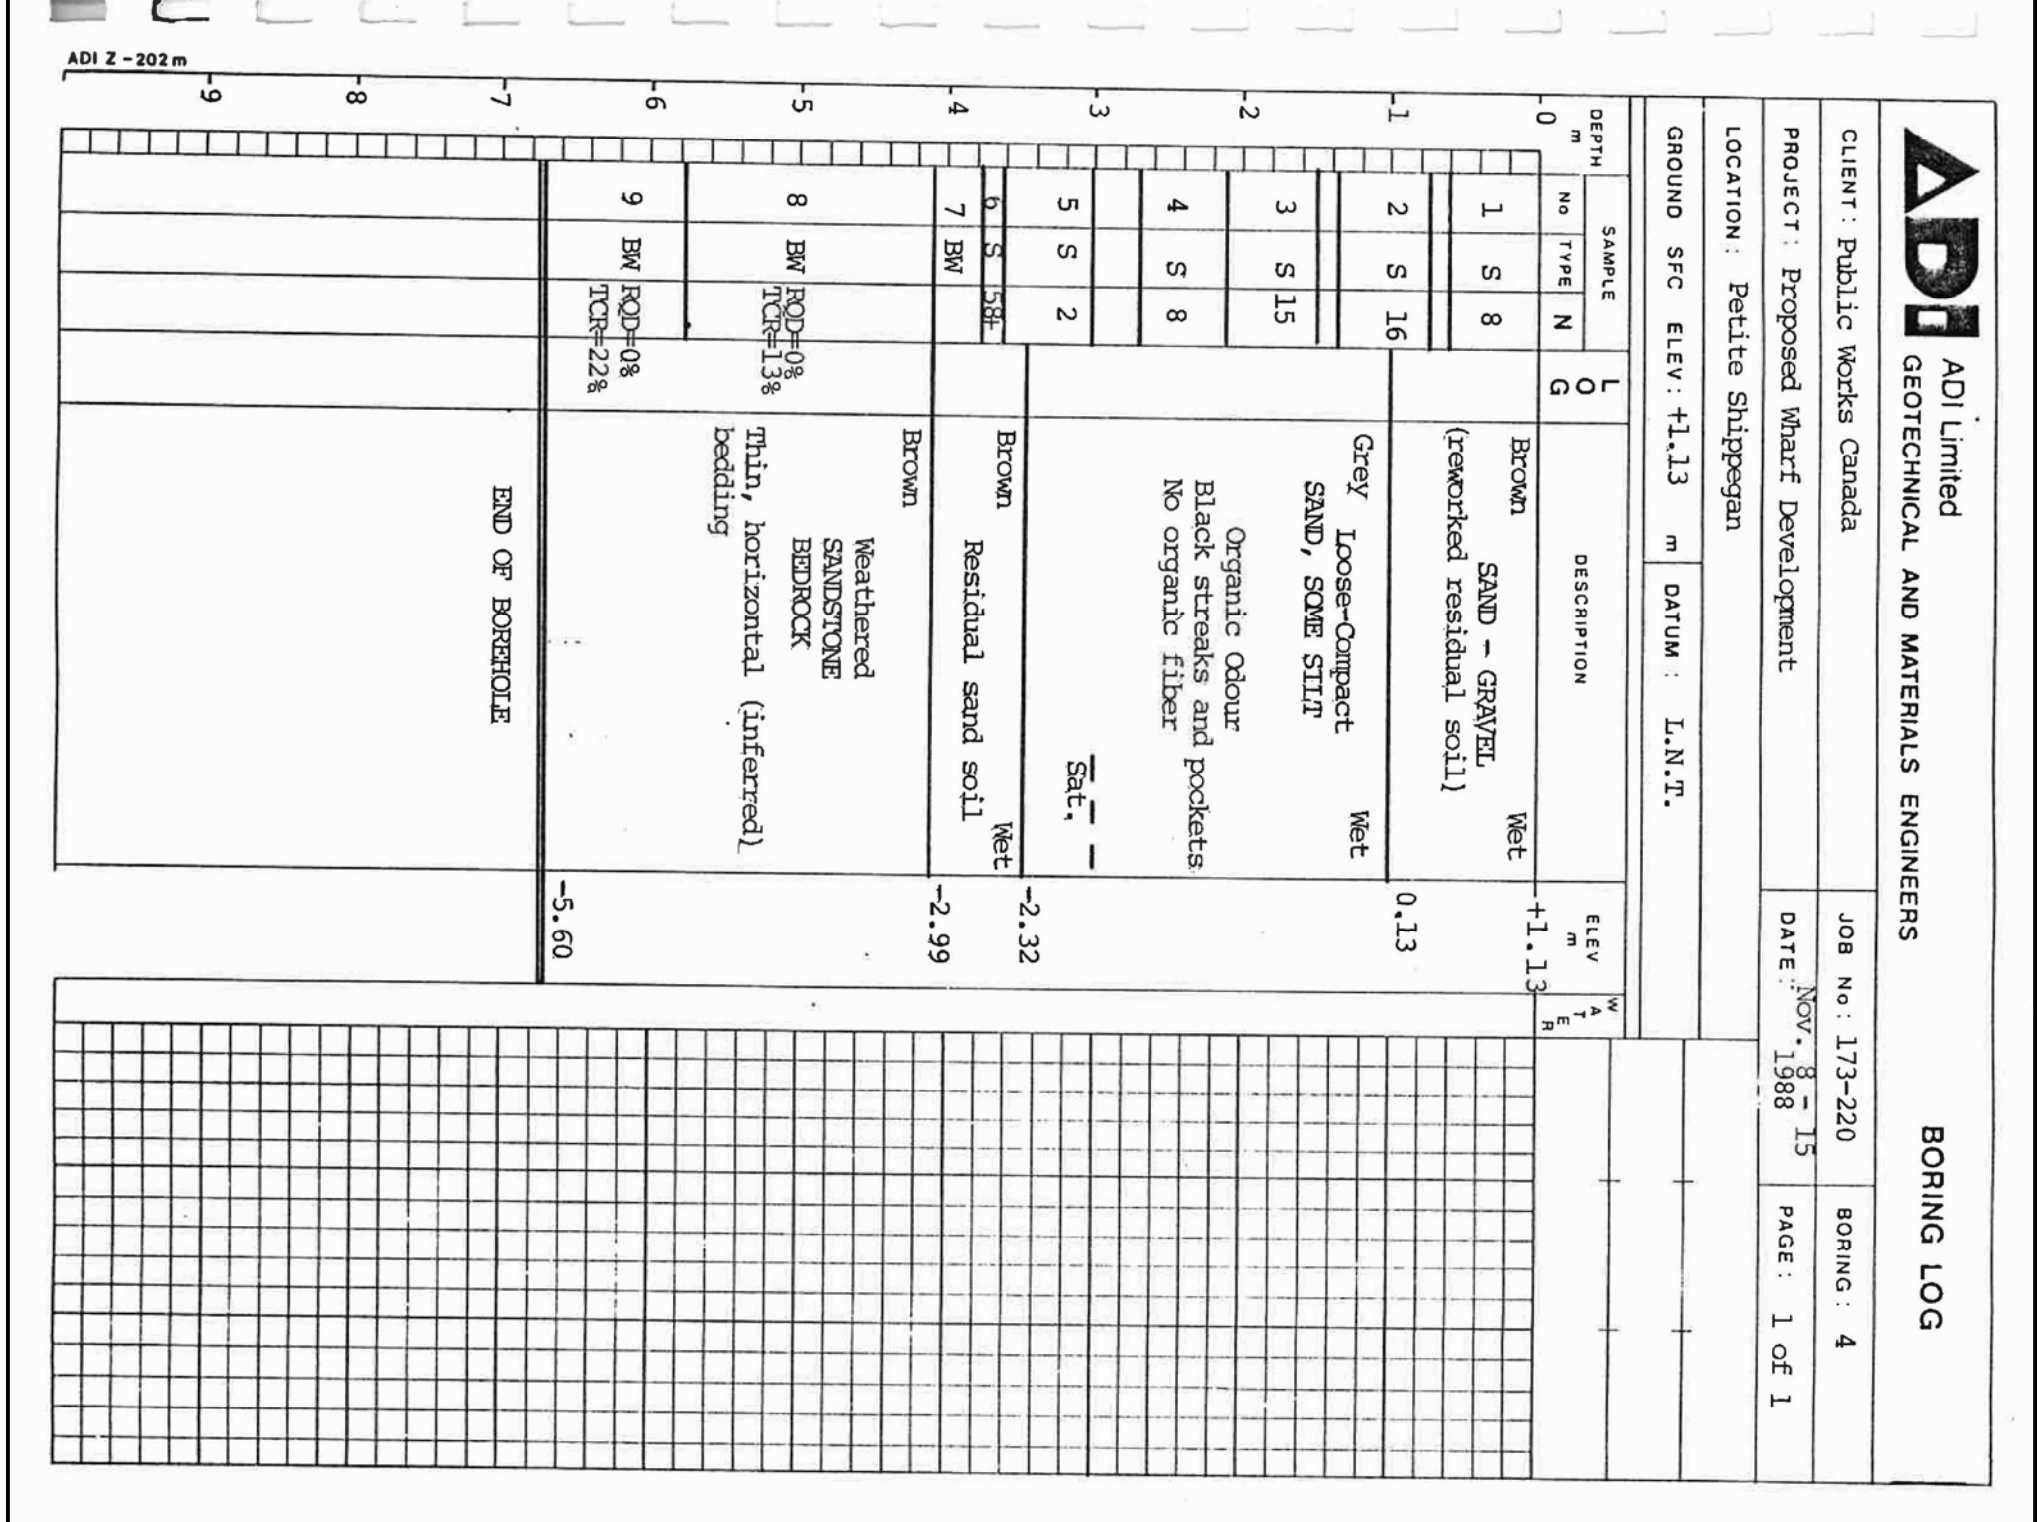 ADI
ADI Limited
GEOTECHNICAL AND MATERIALS ENGINEERS
BORING LOG
CLIENT: Public Works Canada
JOB No: 173-220
BORING: 4
PROJECT: Proposed Wharf Development
DATE: Nov. 8 - 15
1988
PAGE: 1 of 1
LOCATION: Petite Shippegan
GROUND SFC ELEV: +1.13 m
DATUM: L.N.T.
DEPTH
m
SAMPLE
No TYPE N
LOG
DESCRIPTION
ELEV
m
WATER
0
+1.13
Brown Wet
1 S 8
SAND - GRAVEL
(reworked residual soil)
1
2 S 16
0.13
Grey Loose-Compact Wet
SAND, SOME SILT
3 S 15
2
Organic Odour
Black streaks and pockets
4 S 8
No organic fiber
3
5 S 2
Sat.
-2.32
6 S 58+
Brown Wet
Residual sand soil
4
7 BW
-2.99
Brown
Weathered
SANDSTONE
BEDROCK
5
8 BW RQD=0%
TCR=13%
Thin, horizontal (inferred)
bedding
6
9 BW RQD=0%
TCR=22%
-5.60
7
END OF BOREHOLE
8
9
ADI Z-202m